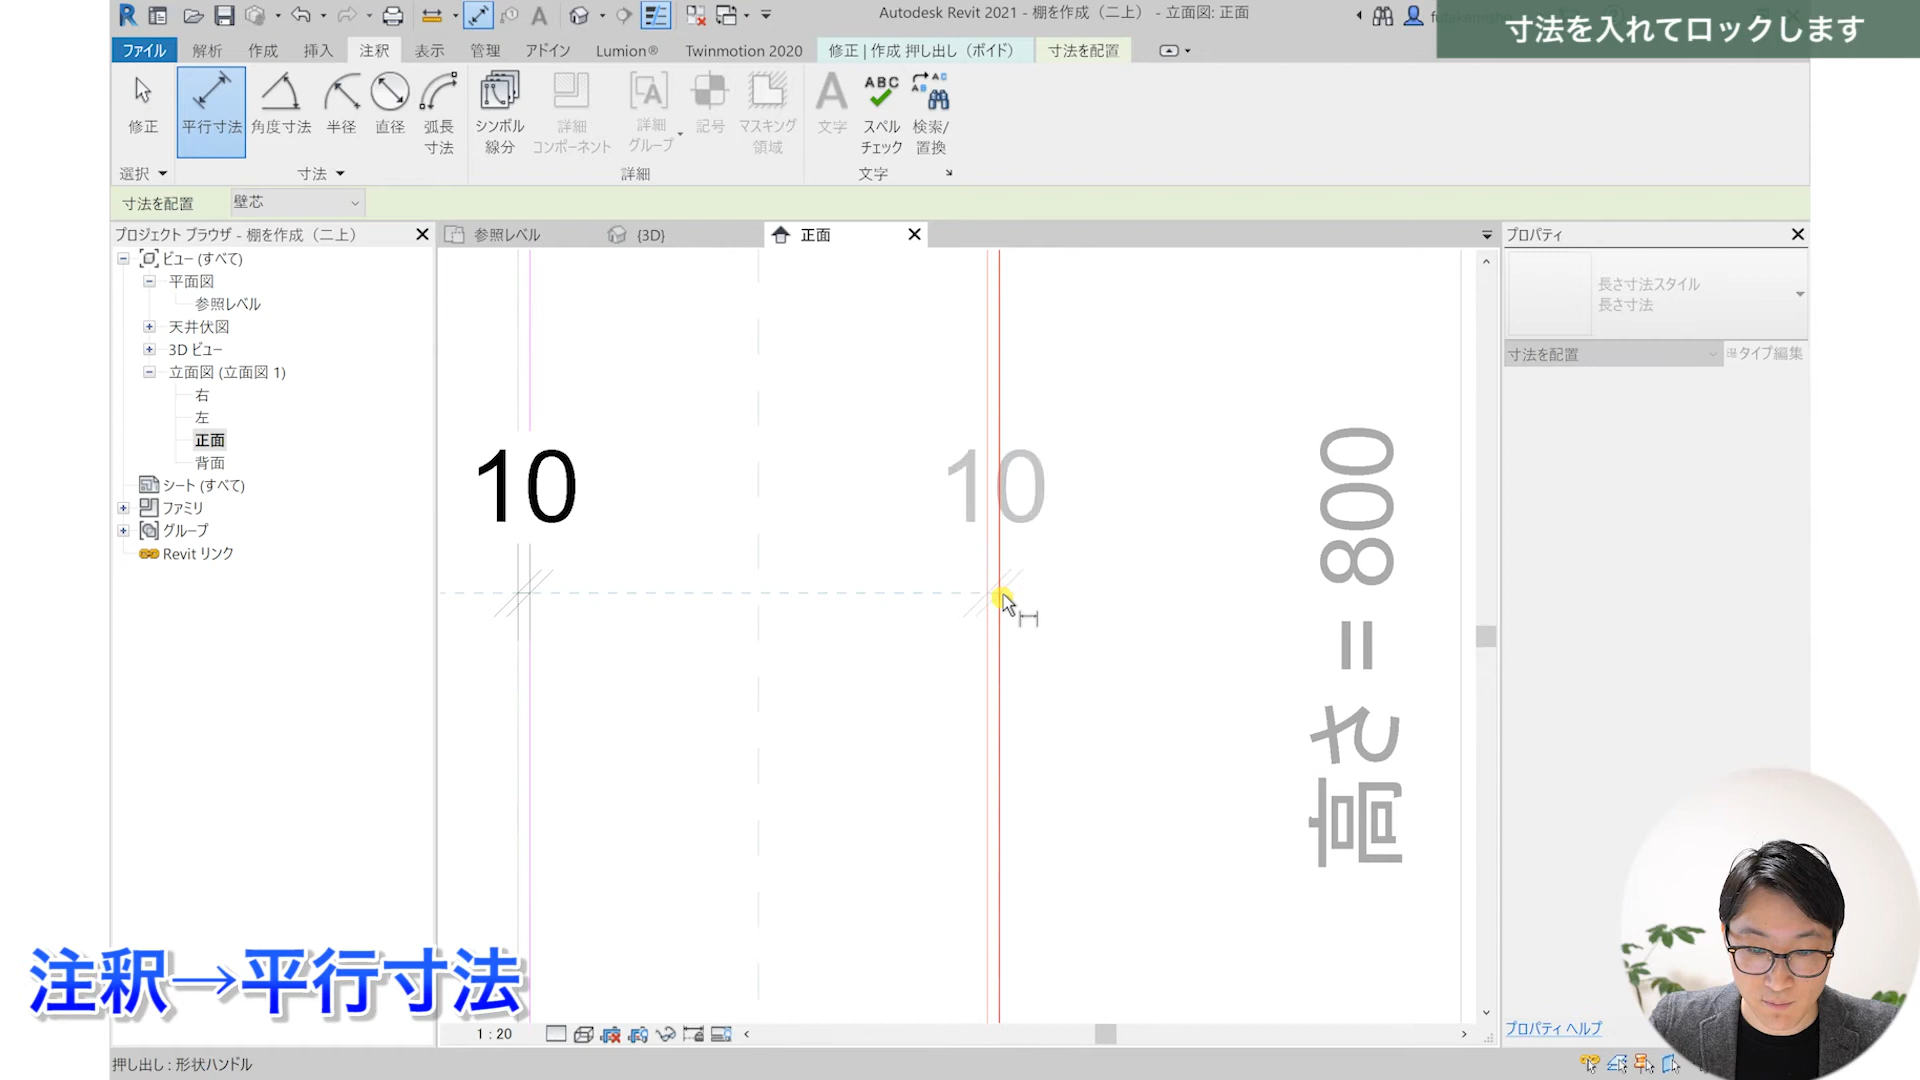 Autodesk Revit 2021 - 棚を作成（二上） - 立面図: 正面
寸法を入れてロックします
ファイル 解析 作成 挿入 注釈 表示 管理 アドイン Lumion® Twinmotion 2020 修正 | 作成 押し出し（ボイド） 寸法を配置
修正 平行寸法 角度寸法 半径 直径 弧長寸法 シンボル線分 詳細コンポーネント 詳細グループ 記号 マスキング領域 文字 ABC スペルチェック 検索/置換
選択 寸法 詳細 文字
寸法を配置 壁芯
プロジェクト ブラウザ - 棚を作成（二上）
参照レベル {3D} 正面
プロパティ
ビュー (すべて)
平面図
参照レベル
天井伏図
3D ビュー
立面図 (立面図 1)
右
左
正面
背面
シート (すべて)
ファミリ
グループ
Revit リンク
10
10
高さ = 800
長さ寸法スタイル
長さ寸法
寸法を配置 タイプ編集
注釈→平行寸法
1 : 20
プロパティ ヘルプ
押し出し : 形状ハンドル